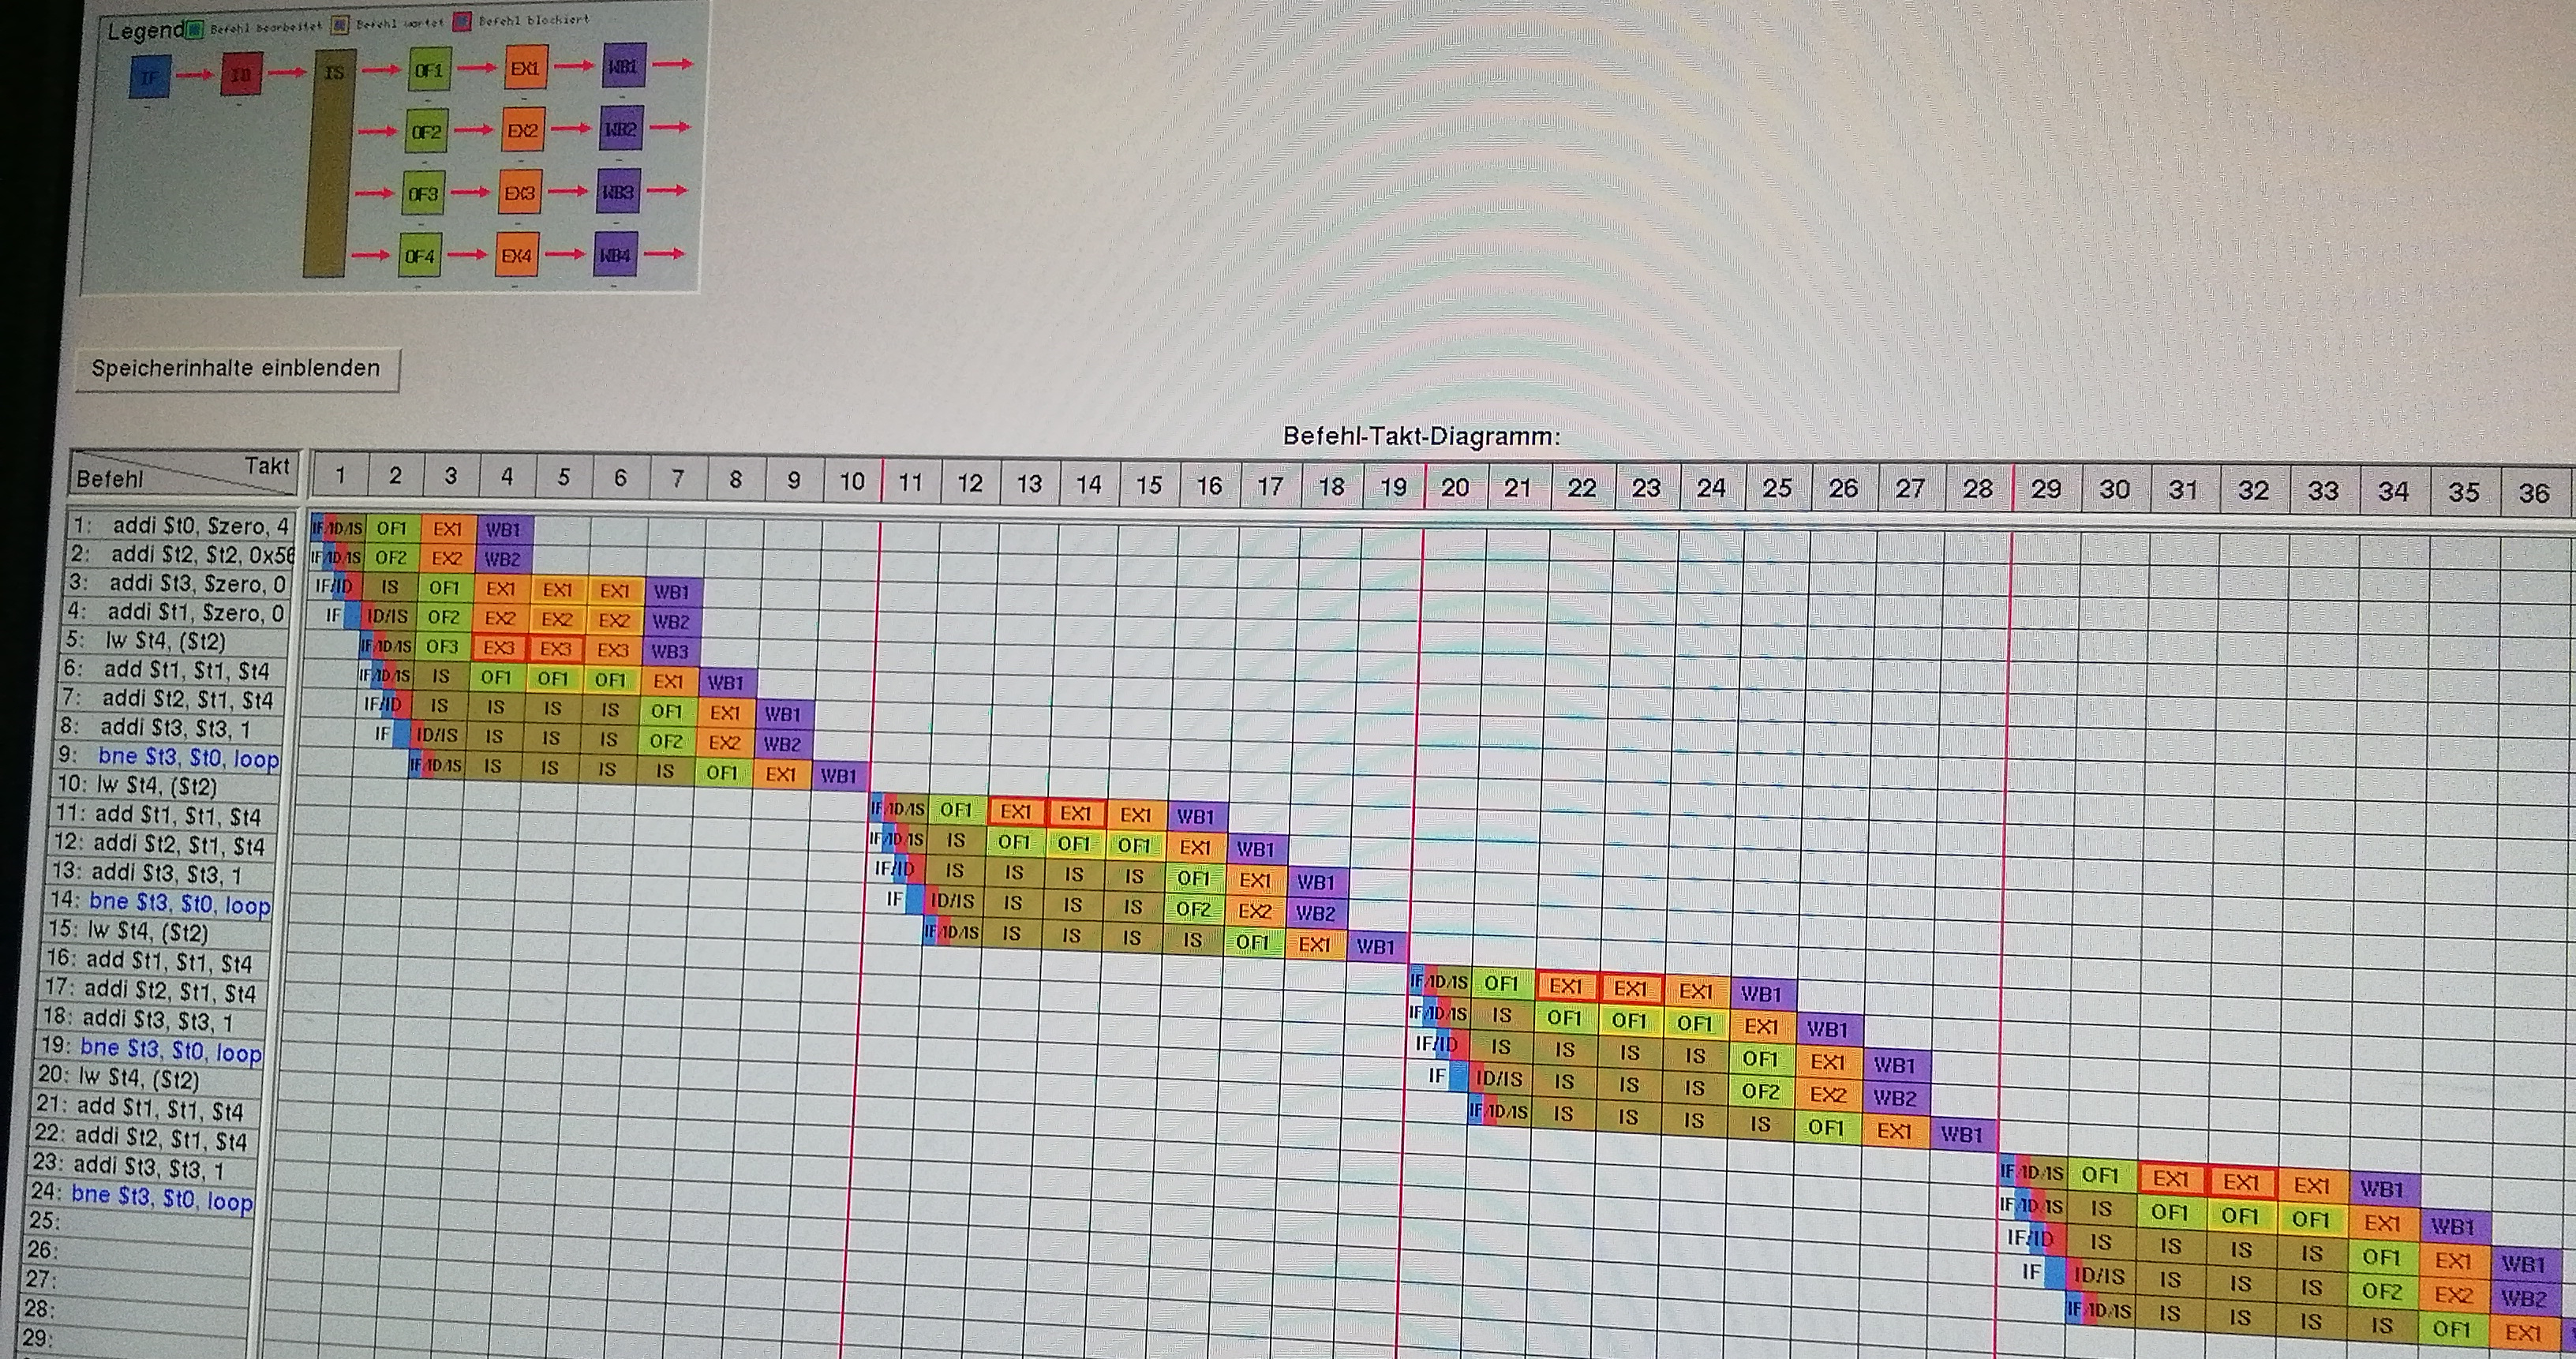 Legend Befehl bearbeitet Befehl wartet Befehl blockiert
IF ID IS OF1 EX1 WB1
OF2 EX2 WB2
OF3 EX3 WB3
OF4 EX4 WB4
Speicherinhalte einblenden
Befehl-Takt-Diagramm:
Befehl Takt 1 2 3 4 5 6 7 8 9 10 11 12 13 14 15 16 17 18 19 20 21 22 23 24 25 26 27 28 29 30 31 32 33 34 35 36
1: addi $t0, $zero, 4 IF/ID/IS OF1 EX1 WB1
2: addi $t2, $t2, 0x56 IF/ID/IS OF2 EX2 WB2
3: addi $t3, $zero, 0 IF/ID IS OF1 EX1 EX1 EX1 WB1
4: addi $t1, $zero, 0 IF ID/IS OF2 EX2 EX2 EX2 WB2
5: lw $t4, ($t2) IF/ID/IS OF3 EX3 EX3 EX3 WB3
6: add $t1, $t1, $t4 IF/ID/IS IS OF1 OF1 OF1 EX1 WB1
7: addi $t2, $t1, $t4 IF/ID IS IS IS IS OF1 EX1 WB1
8: addi $t3, $t3, 1 IF ID/IS IS IS IS OF2 EX2 WB2
9: bne $t3, $t0, loop IF/ID/IS IS IS IS IS OF1 EX1 WB1
10: lw $t4, ($t2) IF/ID/IS OF1 EX1 EX1 EX1 WB1
11: add $t1, $t1, $t4 IF/ID/IS IS OF1 OF1 OF1 EX1 WB1
12: addi $t2, $t1, $t4 IF/ID IS IS IS IS OF1 EX1 WB1
13: addi $t3, $t3, 1 IF ID/IS IS IS IS OF2 EX2 WB2
14: bne $t3, $t0, loop IF/ID/IS IS IS IS IS OF1 EX1 WB1
15: lw $t4, ($t2) IF/ID/IS OF1 EX1 EX1 EX1 WB1
16: add $t1, $t1, $t4 IF/ID/IS IS OF1 OF1 OF1 EX1 WB1
17: addi $t2, $t1, $t4 IF/ID IS IS IS IS OF1 EX1 WB1
18: addi $t3, $t3, 1 IF ID/IS IS IS IS OF2 EX2 WB2
19: bne $t3, $t0, loop IF/ID/IS IS IS IS IS OF1 EX1 WB1
20: lw $t4, ($t2) IF/ID/IS OF1 EX1 EX1 EX1 WB1
21: add $t1, $t1, $t4 IF/ID/IS IS OF1 OF1 OF1 EX1 WB1
22: addi $t2, $t1, $t4 IF/ID IS IS IS IS OF1 EX1 WB1
23: addi $t3, $t3, 1 IF ID/IS IS IS IS OF2 EX2 WB2
24: bne $t3, $t0, loop IF/ID/IS IS IS IS IS OF1 EX1
25:
26:
27:
28:
29: